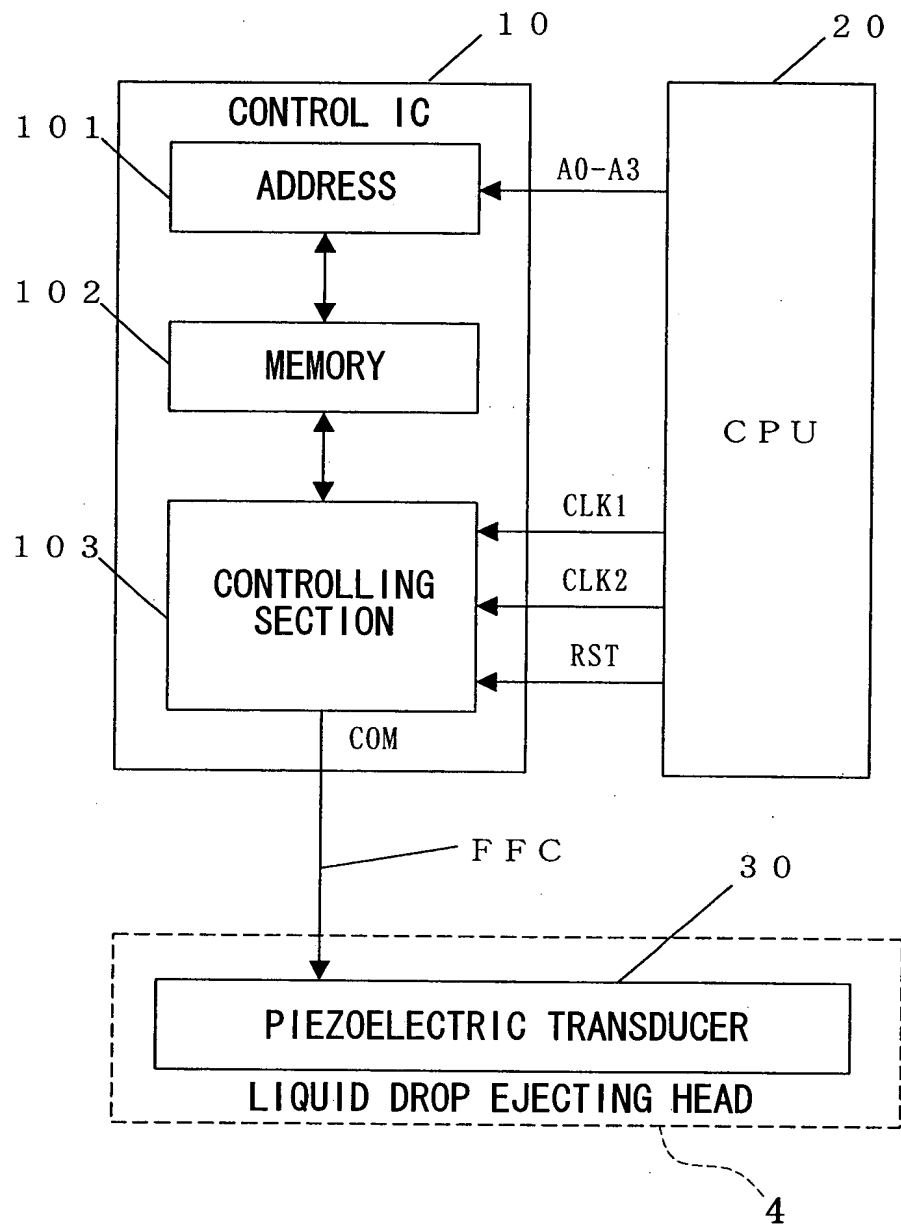 10
20
CONTROL IC
101
ADDRESS
A0-A3
102
MEMORY
CPU
103
CONTROLLING
SECTION
CLK1
CLK2
RST
COM
FFC
30
PIEZOELECTRIC TRANSDUCER
LIQUID DROP EJECTING HEAD
4